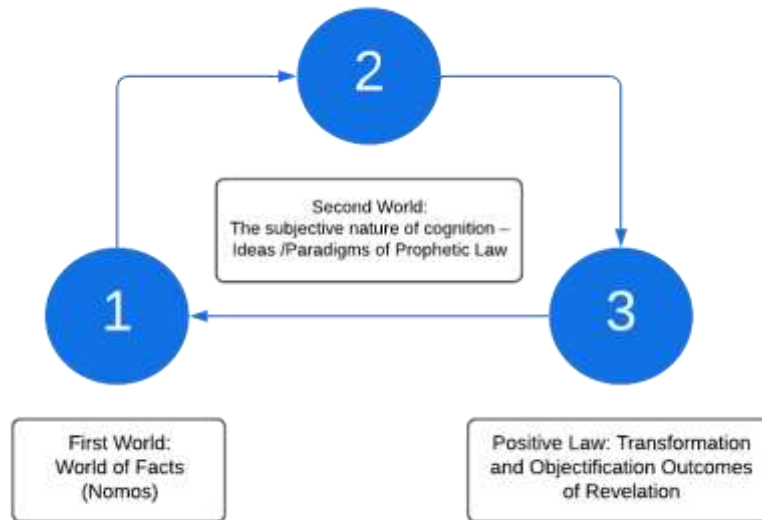 2
Second World:
The subjective nature of cognition –
Ideas /Paradigms of Prophetic Law
1
3
First World:
World of Facts
(Nomos)
Positive Law: Transformation
and Objectification Outcomes
of Revelation